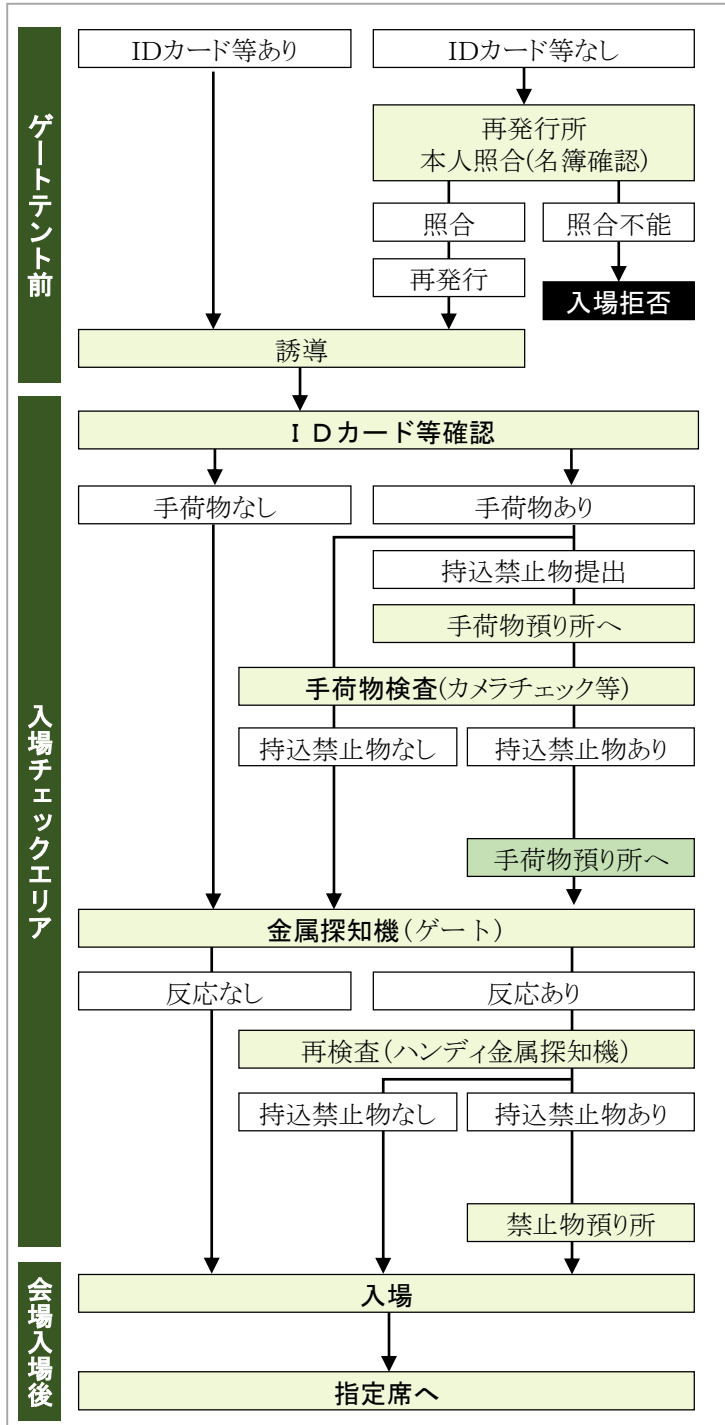 ゲートテント前
IDカード等あり
IDカード等なし
再発行所
本人照合(名簿確認)
照合
照合不能
再発行
入場拒否
誘導
入場チェックエリア
ＩＤカード等確認
手荷物なし
手荷物あり
持込禁止物提出
手荷物預り所へ
手荷物検査(カメラチェック等)
持込禁止物なし
持込禁止物あり
手荷物預り所へ
金属探知機(ゲート)
反応なし
反応あり
再検査(ハンディ金属探知機)
持込禁止物なし
持込禁止物あり
禁止物預り所
会場入場後
入場
指定席へ